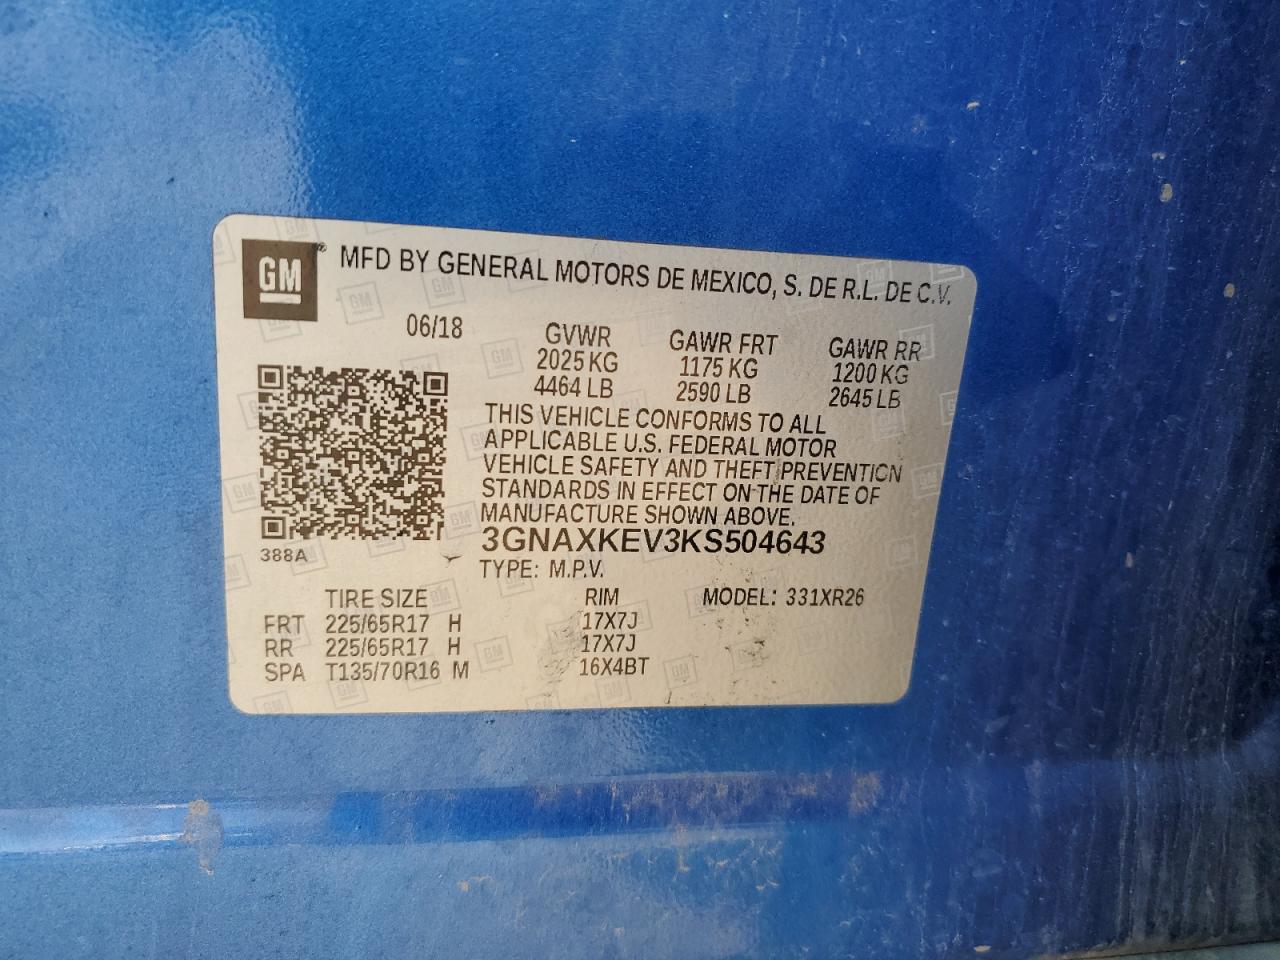 GM® MFD BY GENERAL MOTORS DE MEXICO, S. DE R.L. DE C.V.
06/18 GVWR GAWR FRT GAWR RR
2025 KG 1175 KG 1200 KG
4464 LB 2590 LB 2645 LB
THIS VEHICLE CONFORMS TO ALL
APPLICABLE U.S. FEDERAL MOTOR
VEHICLE SAFETY AND THEFT PREVENTION
STANDARDS IN EFFECT ON THE DATE OF
MANUFACTURE SHOWN ABOVE.
3GNAXKEV3KS504643
388A
TYPE: M.P.V.
TIRE SIZE RIM MODEL: 331XR26
FRT 225/65R17 H 17X7J
RR 225/65R17 H 17X7J
SPA T135/70R16 M 16X4BT